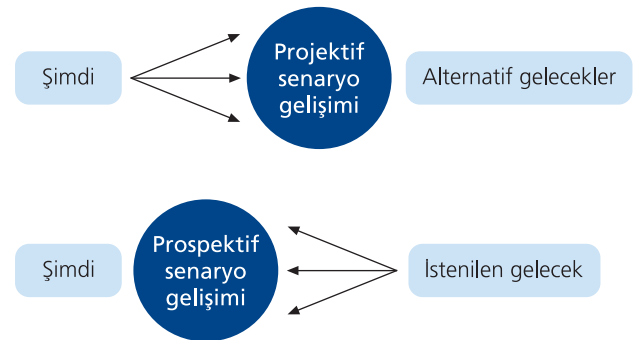 Şimdi
Projektif
senaryo
gelişimi
Alternatif gelecekler
Şimdi
Prospektif
senaryo
gelişimi
İstenilen gelecek